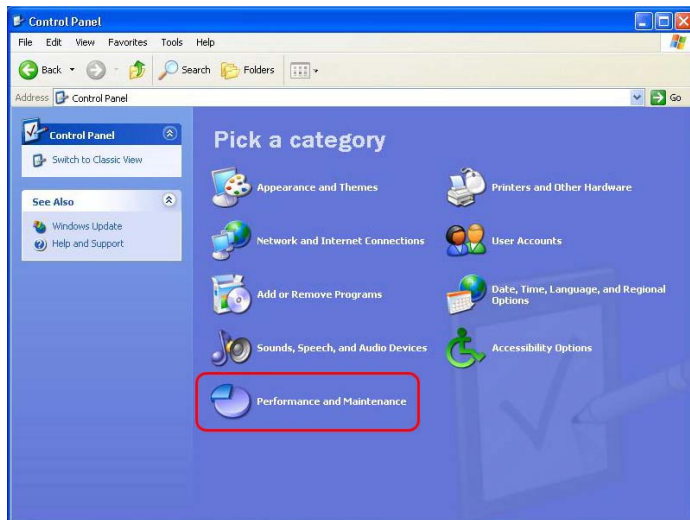 Control Panel
File Edit View Favorites Tools Help
Back Search Folders
Address Control Panel Go
Control Panel
Switch to Classic View
See Also
Windows Update
Help and Support
Pick a category
Appearance and Themes
Printers and Other Hardware
Network and Internet Connections
User Accounts
Add or Remove Programs
Date, Time, Language, and Regional
Options
Sounds, Speech, and Audio Devices
Accessibility Options
Performance and Maintenance